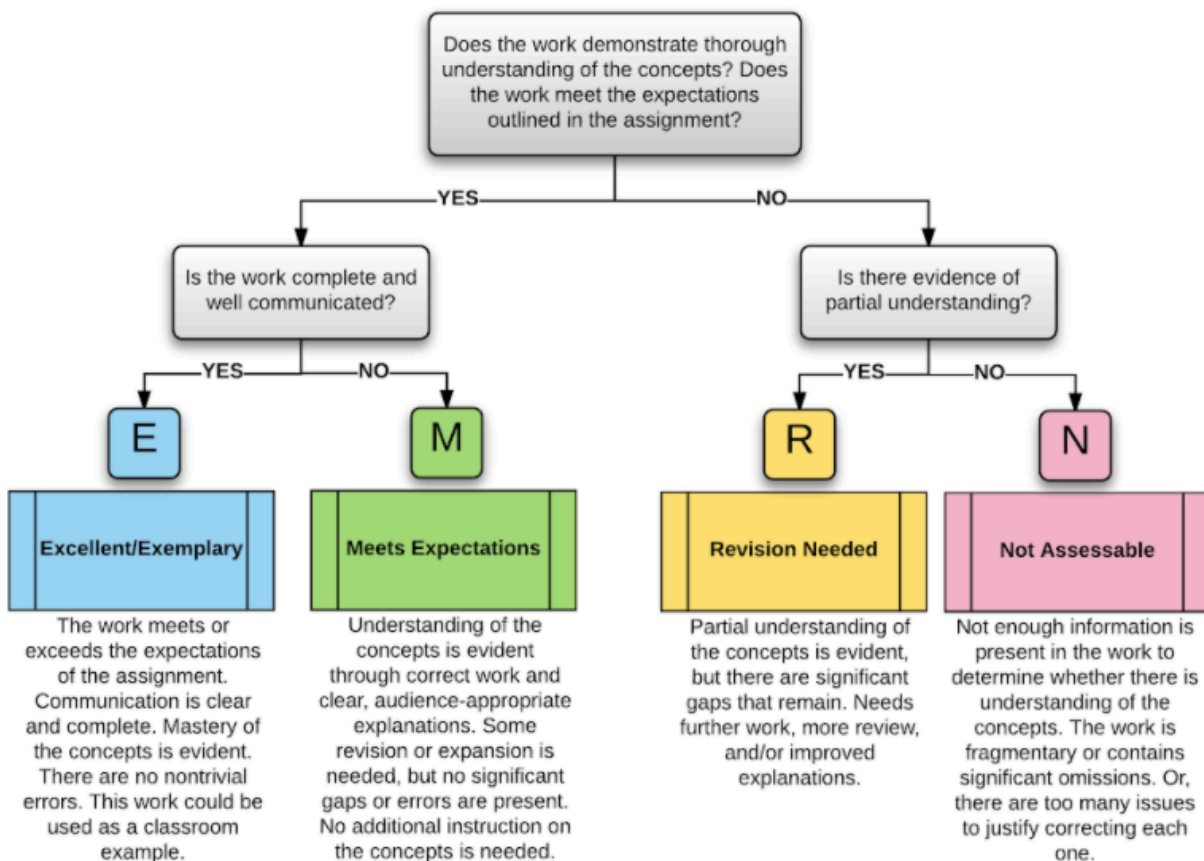 Does the work demonstrate thorough
understanding of the concepts? Does
the work meet the expectations
outlined in the assignment?
YES
NO
Is the work complete and
well communicated?
Is there evidence of
partial understanding?
YES
NO
YES
NO
E
M
R
N
Excellent/Exemplary
Meets Expectations
Revision Needed
Not Assessable
The work meets or
exceeds the expectations
of the assignment.
Communication is clear
and complete. Mastery of
the concepts is evident.
There are no nontrivial
errors. This work could be
used as a classroom
example.
Understanding of the
concepts is evident
through correct work and
clear, audience-appropriate
explanations. Some
revision or expansion is
needed, but no significant
gaps or errors are present.
No additional instruction on
the concepts is needed.
Partial understanding of
the concepts is evident,
but there are significant
gaps that remain. Needs
further work, more review,
and/or improved
explanations.
Not enough information is
present in the work to
determine whether there is
understanding of the
concepts. The work is
fragmentary or contains
significant omissions. Or,
there are too many issues
to justify correcting each
one.